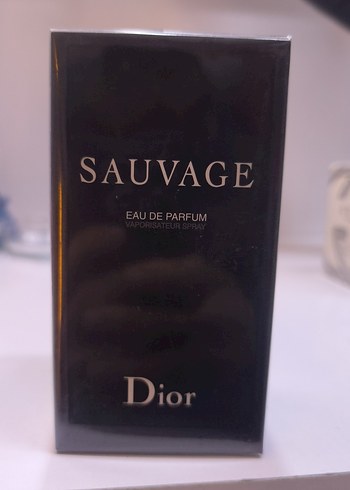 SAUVAGE
EAU DE PARFUM
VAPORISATEUR SPRAY
Dior